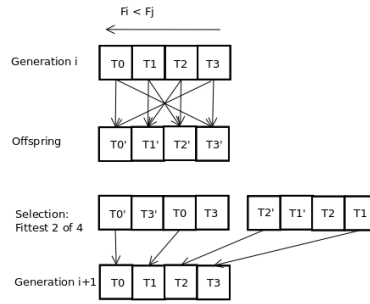 Fi < Fj
Generation i
T0 T1 T2 T3
Offspring
T0' T1' T2' T3'
Selection:
Fittest 2 of 4
T0' T3' T0 T3 T2' T1' T2 T1
Generation i+1
T0 T1 T2 T3